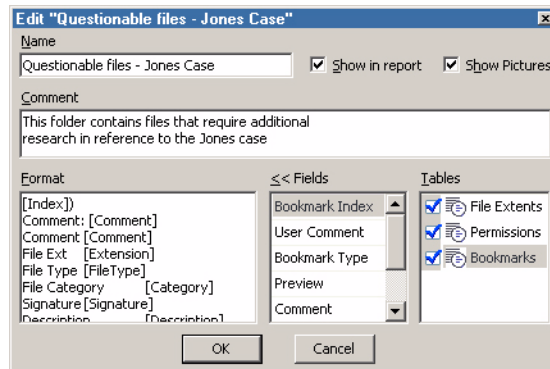 Edit "Questionable files - Jones Case"
Name
Questionable files - Jones Case
Show in report
Show Pictures
Comment
This folder contains files that require additional
research in reference to the Jones case
Format
<< Fields
Tables
[Index])
Comment: [Comment]
Comment [Comment]
File Ext [Extension]
File Type [FileType]
File Category [Category]
Signature [Signature]
Description [Description]
Bookmark Index
User Comment
Bookmark Type
Preview
Comment
File Extents
Permissions
Bookmarks
OK
Cancel